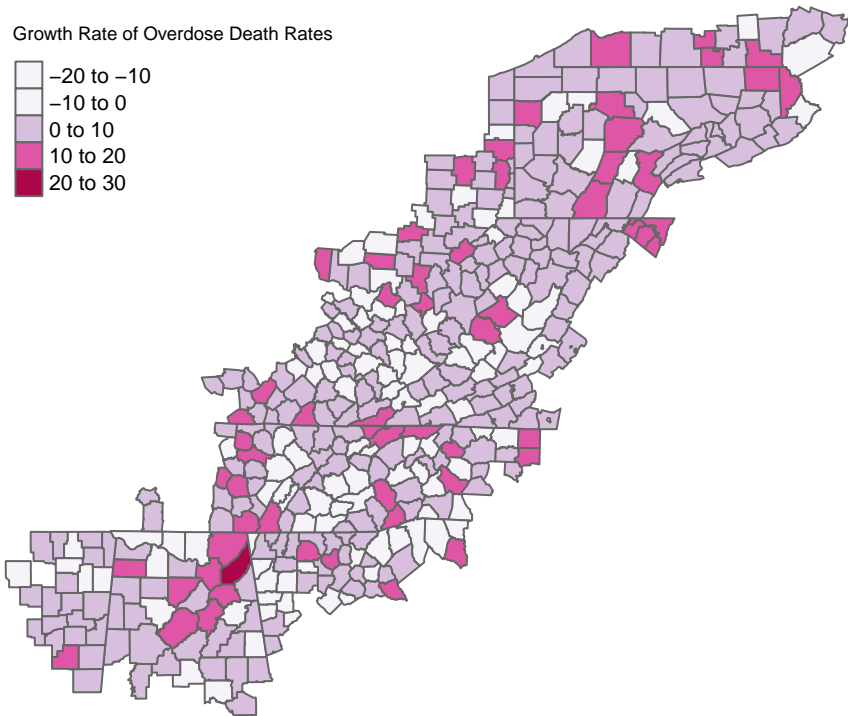 Growth Rate of Overdose Death Rates
−20 to −10
−10 to 0
0 to 10
10 to 20
20 to 30